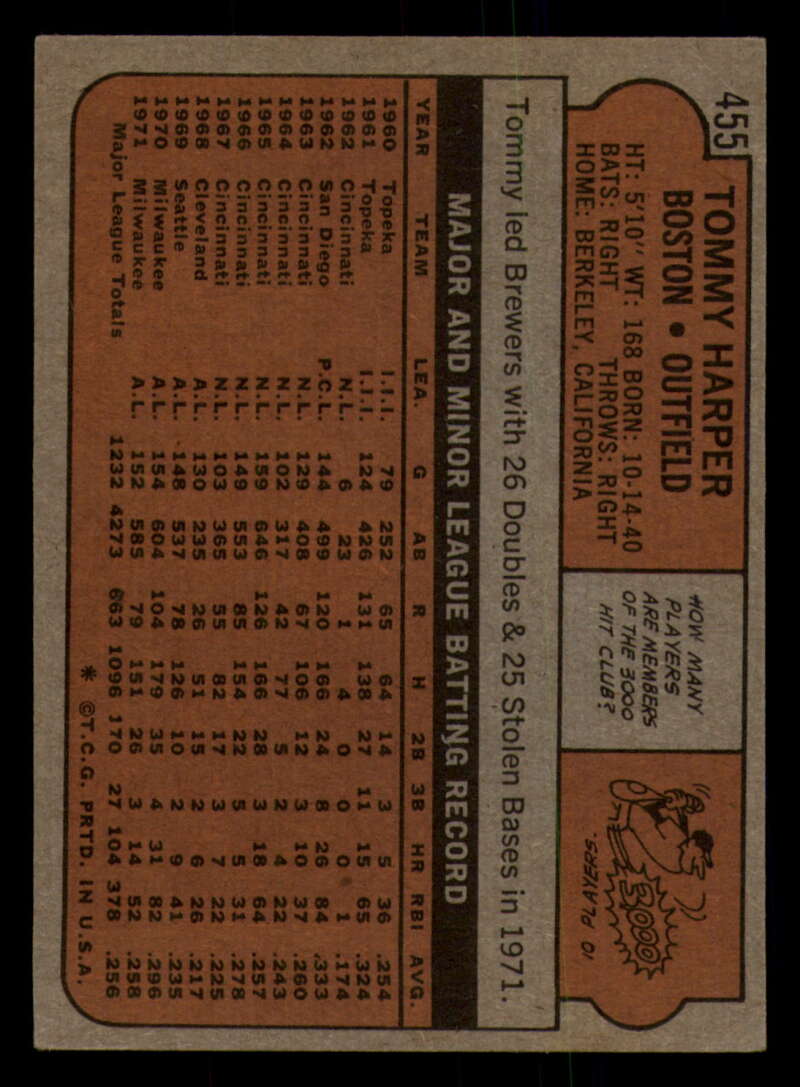 455
TOMMY HARPER
BOSTON • OUTFIELD
HT: 5'10" WT: 168 BORN: 10-14-40
BATS: RIGHT THROWS: RIGHT
HOME: BERKELEY, CALIFORNIA
HOW MANY
PLAYERS
ARE MEMBERS
OF THE 3000
HIT CLUB?
3000
10 PLAYERS.
Tommy led Brewers with 26 Doubles & 25 Stolen Bases in 1971.
MAJOR AND MINOR LEAGUE BATTING RECORD
YEAR TEAM LEA. G AB R H 2B 3B HR RBI AVG.
1960 Topeka I.I.I. 79 252 65 64 14 3 5 36 .254
1961 Topeka I.I.I. 124 426 131 138 27 11 15 65 .324
1962 Cincinnati N.L. 6 23 1 4 0 0 0 1 .174
1962 San Diego P.C.L. 144 499 120 166 24 8 26 84 .333
1963 Cincinnati N.L. 129 408 67 106 12 3 10 37 .260
1964 Cincinnati N.L. 102 317 42 77 5 2 4 22 .243
1965 Cincinnati N.L. 159 646 126 166 28 3 18 64 .257
1966 Cincinnati N.L. 149 553 85 154 22 5 5 31 .278
1967 Cincinnati N.L. 103 365 55 82 17 3 7 22 .225
1968 Cleveland A.L. 130 235 26 51 15 2 6 26 .217
1969 Seattle A.L. 148 537 78 126 10 2 9 41 .235
1970 Milwaukee A.L. 154 604 104 179 35 4 31 82 .296
1971 Milwaukee A.L. 152 585 79 151 26 3 14 52 .258
Major League Totals 1232 4273 663 1096 170 27 104 378 .256
* ©T.C.G. PRTD. IN U.S.A.